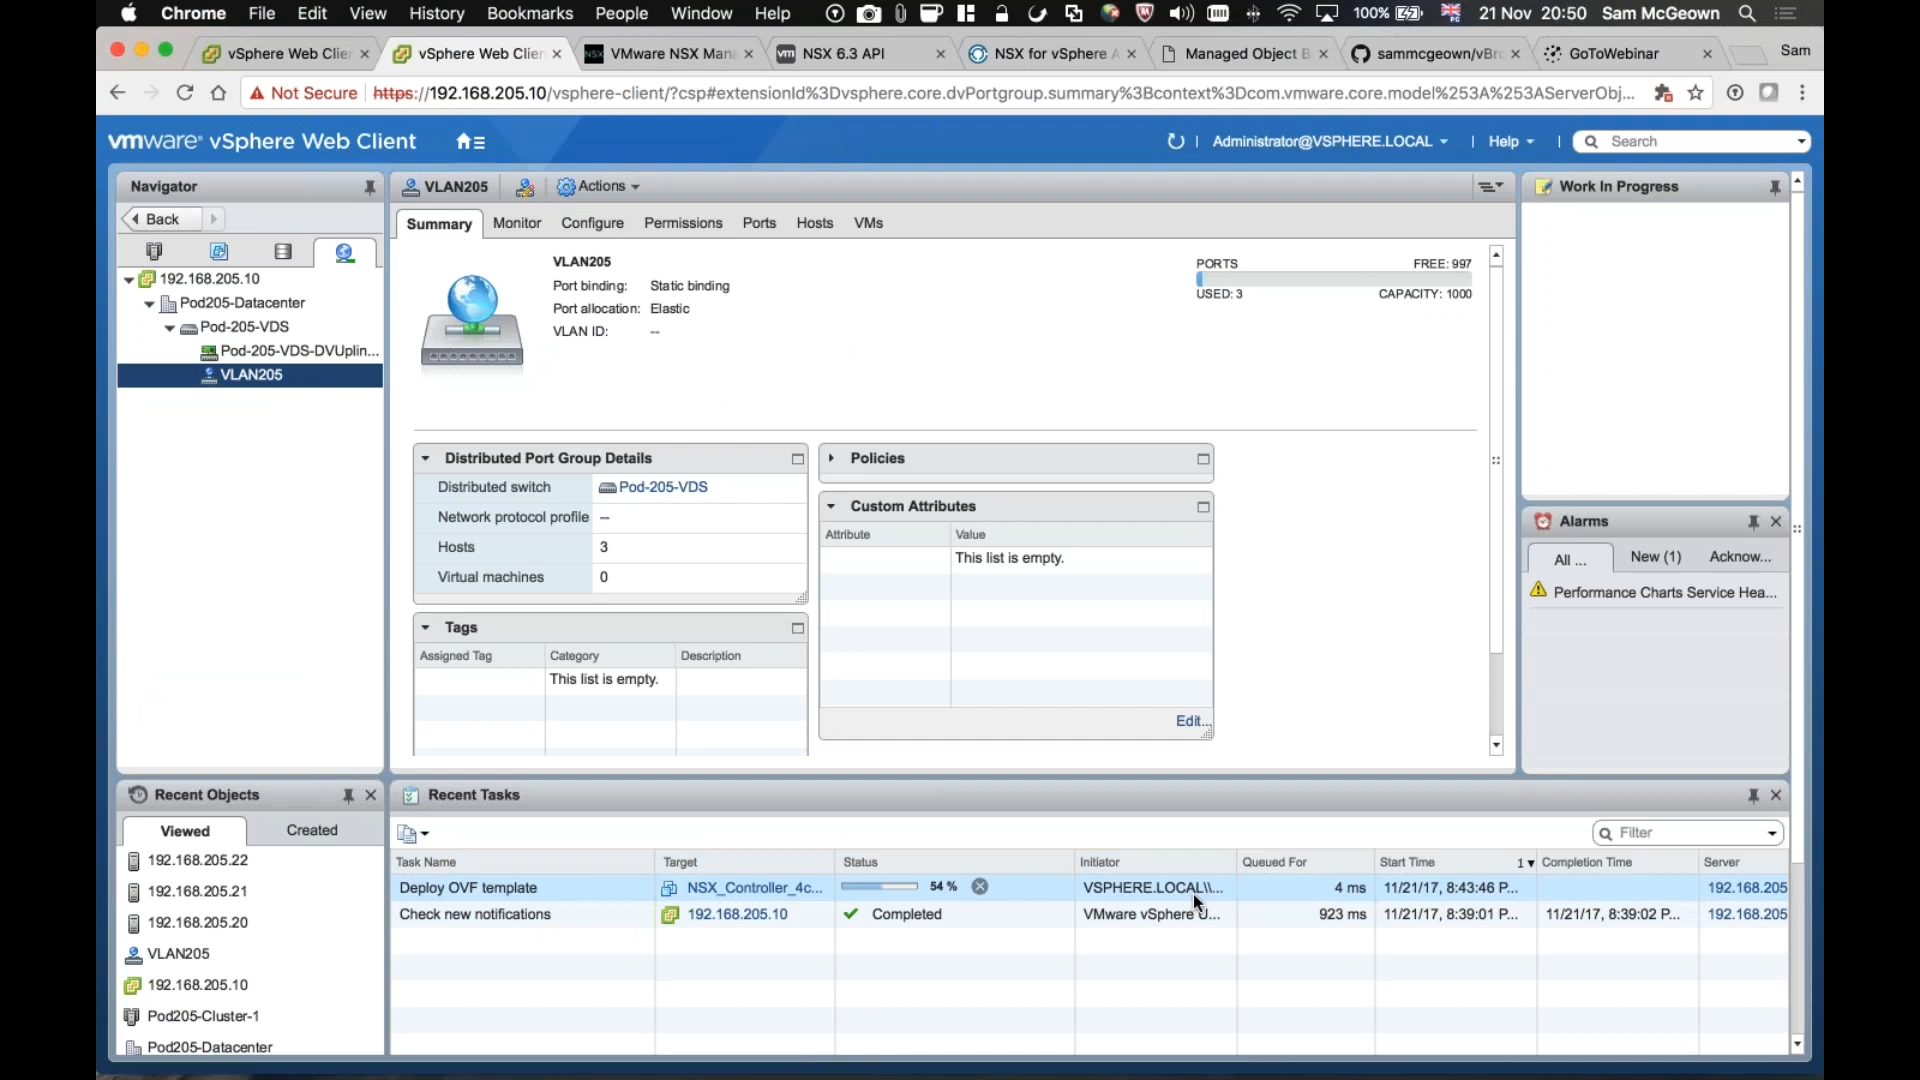 Chrome File Edit View History Bookmarks People Window Help 100% 21 Nov 20:50 Sam McGeown
vSphere Web Clien
vSphere Web Clien
NSX VMware NSX Mana
vm NSX 6.3 API
NSX for vSphere A
Managed Object B
sammcgeown/vBro
GoToWebinar
Sam
Not Secure https://192.168.205.10/vsphere-client/?csp#extensionId%3Dvsphere.core.dvPortgroup.summary%3Bcontext%3Dcom.vmware.core.model%253A%253AServerObj...
vmware® vSphere Web Client
Administrator@VSPHERE.LOCAL | Help | Search
Navigator
Back
192.168.205.10
Pod205-Datacenter
Pod-205-VDS
Pod-205-VDS-DVUplin...
VLAN205
VLAN205 Actions
Summary Monitor Configure Permissions Ports Hosts VMs
VLAN205
Port binding: Static binding
Port allocation: Elastic
VLAN ID: --
PORTS FREE: 997
USED: 3 CAPACITY: 1000
Distributed Port Group Details
Distributed switch Pod-205-VDS
Network protocol profile --
Hosts 3
Virtual machines 0
Tags
Assigned Tag Category Description
This list is empty.
Policies
Custom Attributes
Attribute Value
This list is empty.
Edit...
Work In Progress
Alarms
All ... New (1) Acknow...
Performance Charts Service Hea...
Recent Objects
Viewed Created
192.168.205.22
192.168.205.21
192.168.205.20
VLAN205
192.168.205.10
Pod205-Cluster-1
Pod205-Datacenter
Recent Tasks
Filter
Task Name Target Status Initiator Queued For Start Time 1 Completion Time Server
Deploy OVF template NSX_Controller_4c... 54 % VSPHERE.LOCAL\\... 4 ms 11/21/17, 8:43:46 P... 192.168.205
Check new notifications 192.168.205.10 Completed VMware vSphere U... 923 ms 11/21/17, 8:39:01 P... 11/21/17, 8:39:02 P... 192.168.205